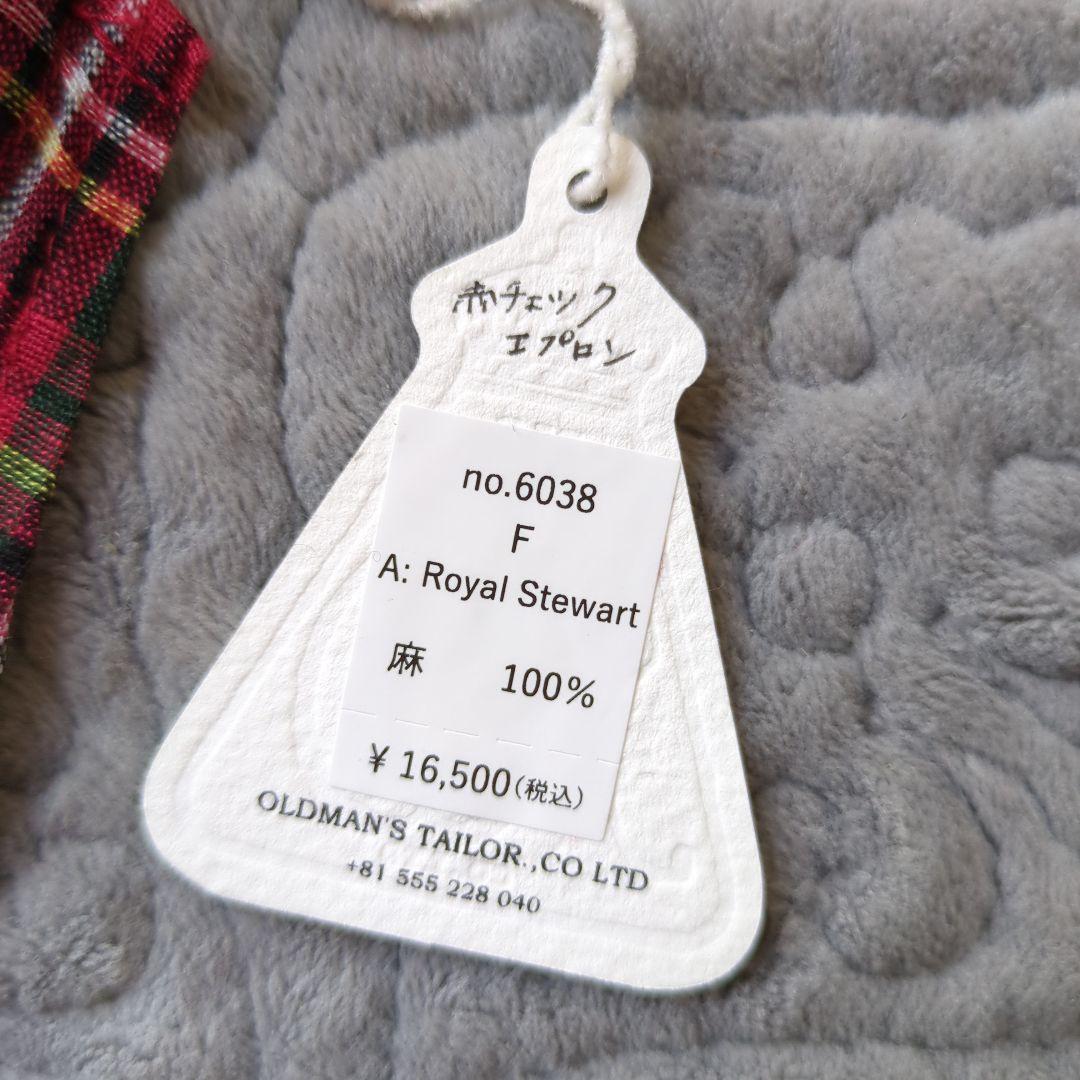 赤チェック
エプロン
no.6038
F
A: Royal Stewart
麻 100%
¥ 16,500(税込)
OLDMAN'S TAILOR.,CO LTD
+81 555 228 040